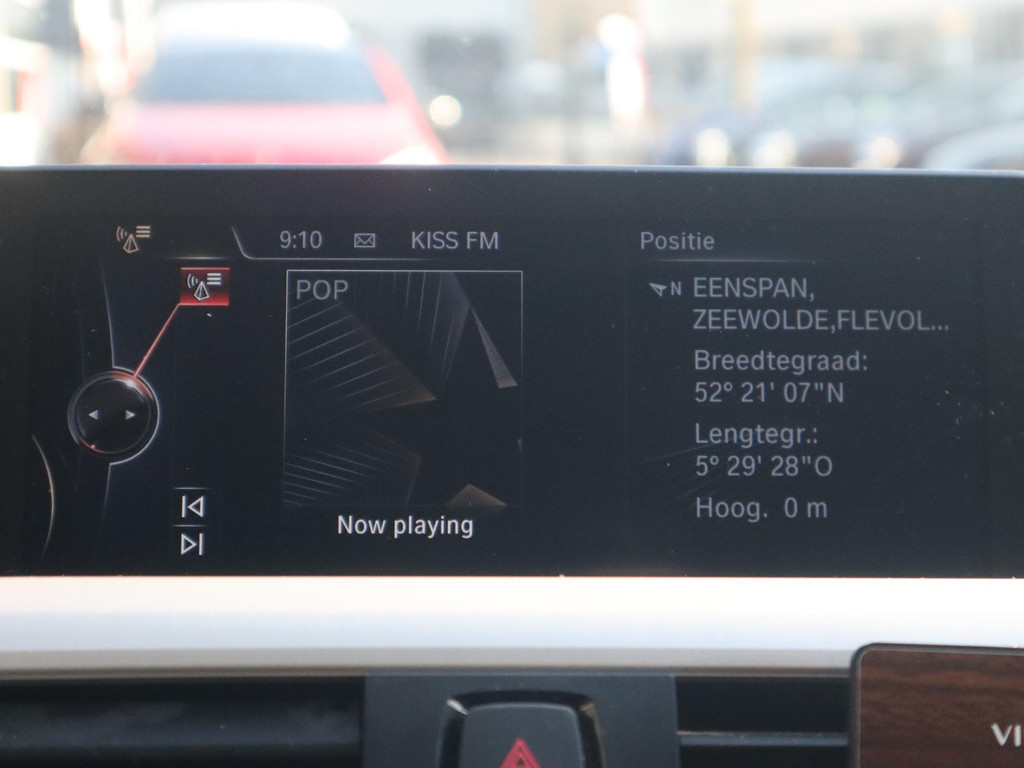 9:10 KISS FM
POP
Now playing
Positie
N EENSPAN,
ZEEWOLDE,FLEVOL...
Breedtegraad:
52° 21' 07"N
Lengtegr.:
5° 29' 28"O
Hoog. 0 m
VI